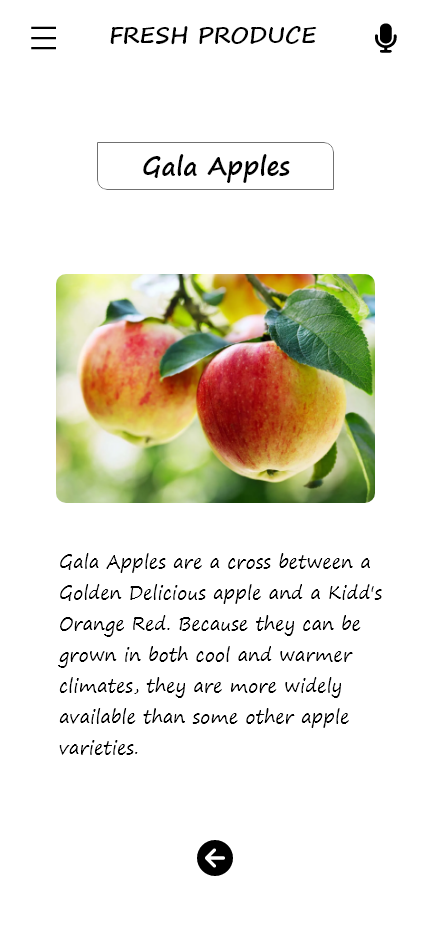 FRESH PRODUCE
Gala Apples
Gala Apples are a cross between a
Golden Delicious apple and a Kidd's
Orange Red. Because they can be
grown in both cool and warmer
climates, they are more widely
available than some other apple
varieties.